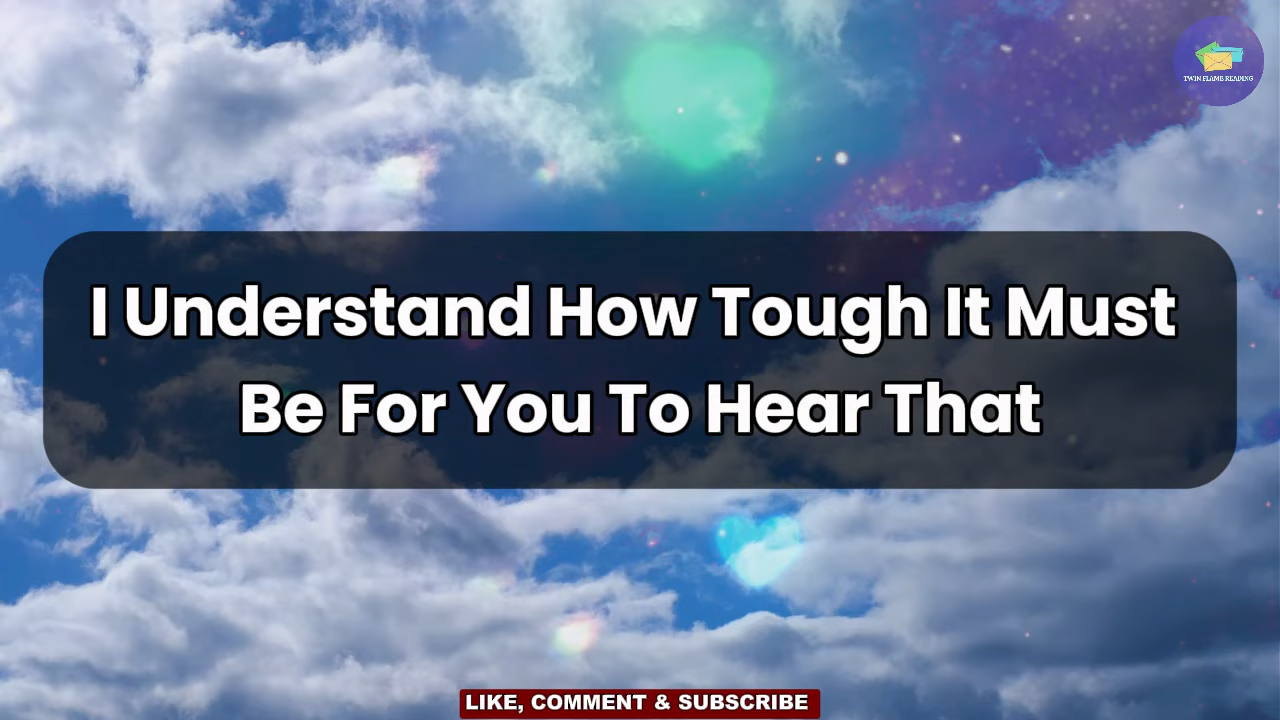 TWIN FLAME READING
I Understand How Tough It Must
Be For You To Hear That
LIKE, COMMENT & SUBSCRIBE